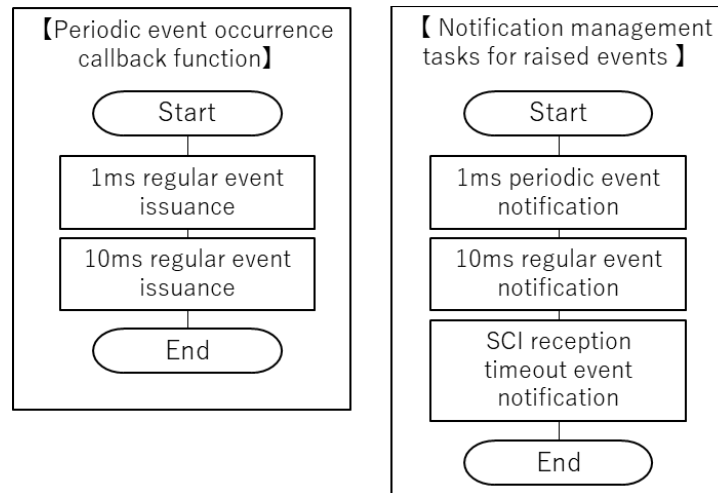 【Periodic event occurrence
callback function】
Start
1ms regular event
issuance
10ms regular event
issuance
End
【 Notification management
tasks for raised events 】
Start
1ms periodic event
notification
10ms regular event
notification
SCI reception
timeout event
notification
End